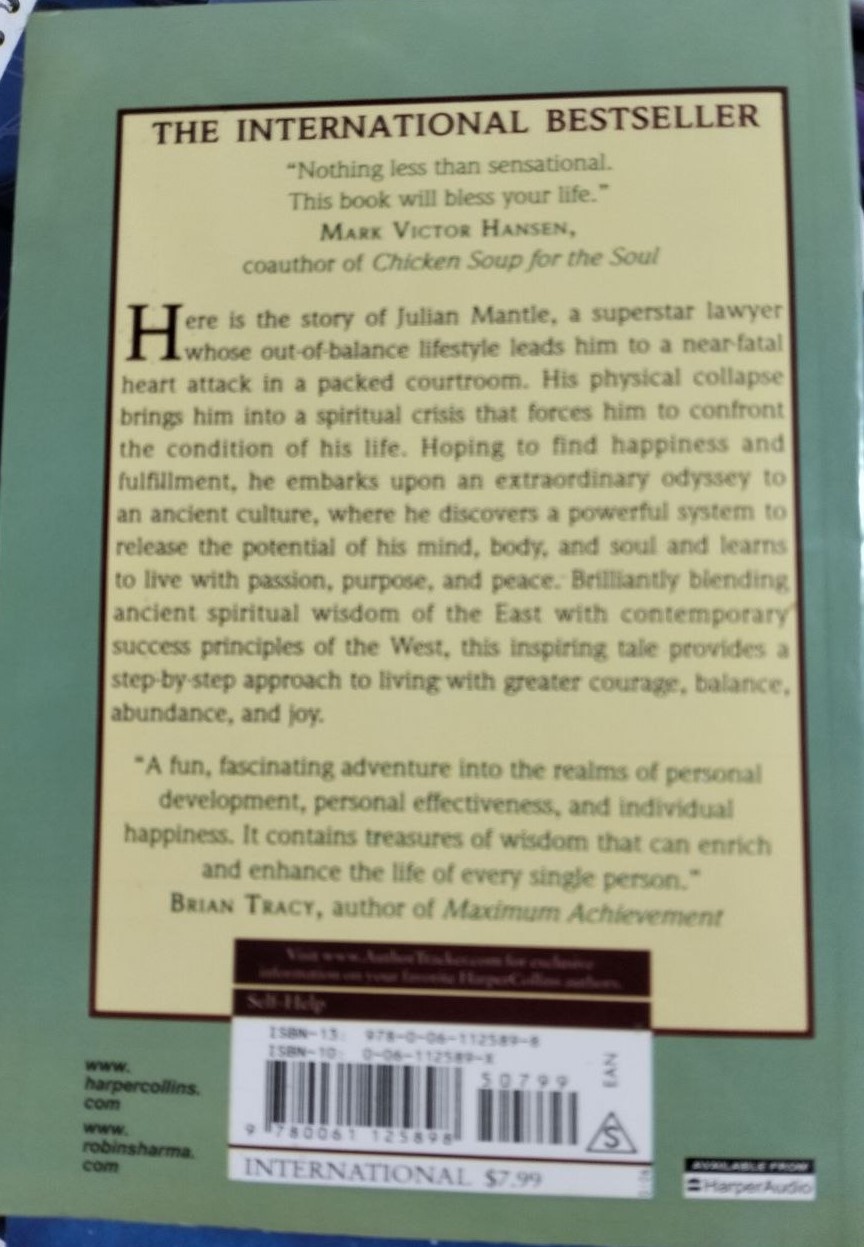 THE INTERNATIONAL BESTSELLER
“Nothing less than sensational.
This book will bless your life.”
MARK VICTOR HANSEN,
coauthor of Chicken Soup for the Soul
Here is the story of Julian Mantle, a superstar lawyer
whose out-of-balance lifestyle leads him to a near-fatal
heart attack in a packed courtroom. His physical collapse
brings him into a spiritual crisis that forces him to confront
the condition of his life. Hoping to find happiness and
fulfillment, he embarks upon an extraordinary odyssey to
an ancient culture, where he discovers a powerful system to
release the potential of his mind, body, and soul and learns
to live with passion, purpose, and peace. Brilliantly blending
ancient spiritual wisdom of the East with contemporary
success principles of the West, this inspiring tale provides a
step-by-step approach to living with greater courage, balance,
abundance, and joy.
“A fun, fascinating adventure into the realms of personal
development, personal effectiveness, and individual
happiness. It contains treasures of wisdom that can enrich
and enhance the life of every single person.”
BRIAN TRACY, author of Maximum Achievement
Visit www.AuthorTracker.com for exclusive
information on your favorite HarperCollins authors.
Self-Help
ISBN-13: 978-0-06-112589-8
ISBN-10: 0-06-112589-X
50799
EAN
9 780061 125898
S
INTERNATIONAL $7.99
www.
harpercollins.
com
www.
robinsharma.
com
AVAILABLE FROM
HarperAudio